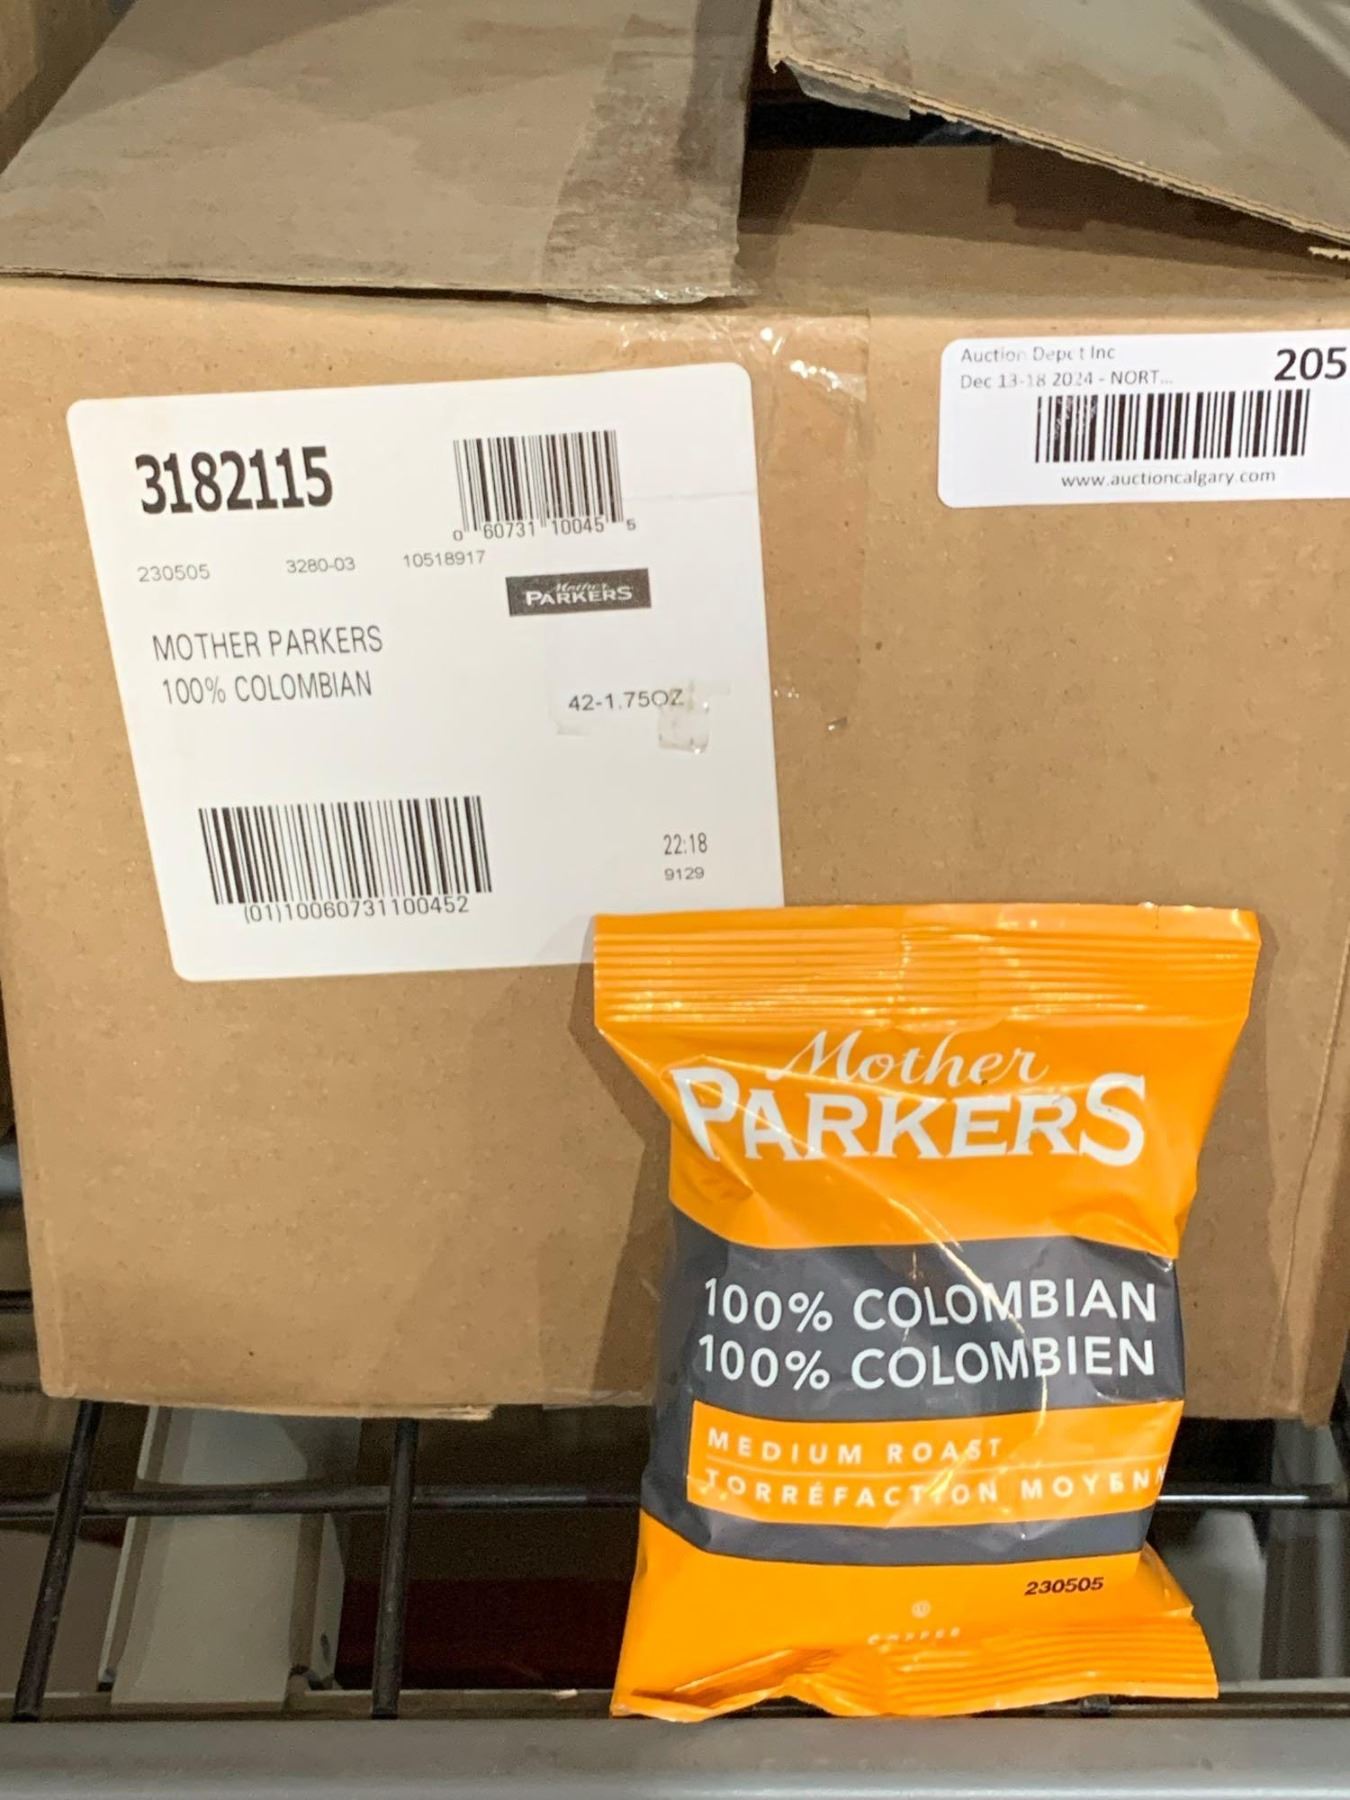 Auction Depot Inc
205
Dec 13-18 2024 - NORT...
www.auctioncalgary.com
3182115
0 60731 10045 5
230505 3280-03 10518917
Mother
PARKERS
MOTHER PARKERS
100% COLOMBIAN
42-1.75OZ
22:18
9129
(01)10060731100452
Mother
PARKERS
100% COLOMBIAN
100% COLOMBIEN
MEDIUM ROAST
TORRÉFACTION MOYENN
230505
U